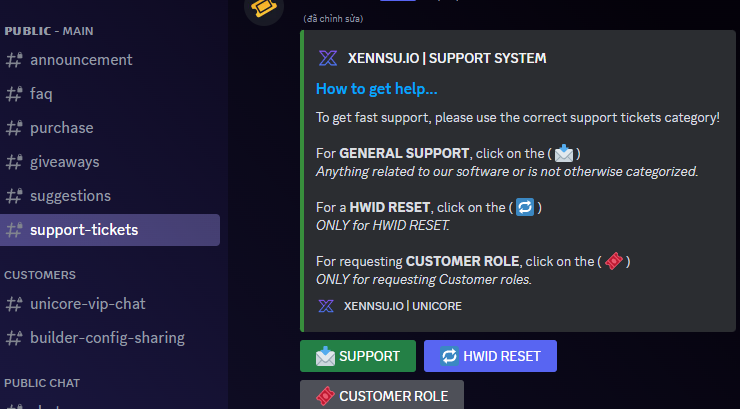 (đã chỉnh sửa)
PUBLIC - MAIN
announcement
faq
purchase
giveaways
suggestions
support-tickets
CUSTOMERS
unicore-vip-chat
builder-config-sharing
PUBLIC CHAT
XENNSU.IO | SUPPORT SYSTEM
How to get help...
To get fast support, please use the correct support tickets category!
For GENERAL SUPPORT, click on the ( 📩 )
Anything related to our software or is not otherwise categorized.
For a HWID RESET, click on the ( 🔁 )
ONLY for HWID RESET.
For requesting CUSTOMER ROLE, click on the ( 🎟️ )
ONLY for requesting Customer roles.
XENNSU.IO | UNICORE
SUPPORT
HWID RESET
CUSTOMER ROLE